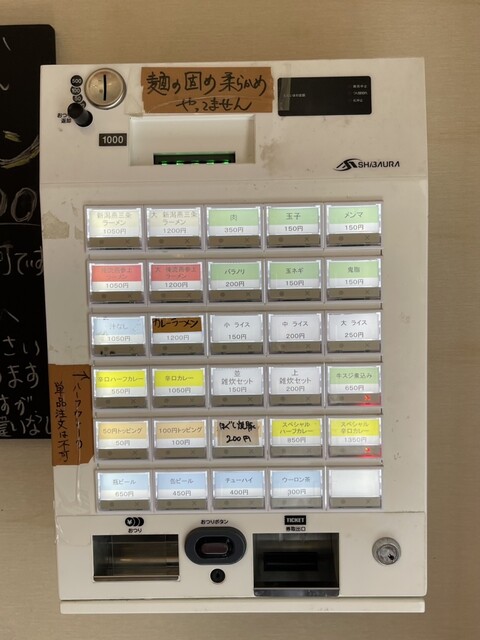 麺の固め柔らかめ
やってません
500
100
1000
SHIBAURA
新潟燕三条
ラーメン
1050円
大 新潟燕三条
ラーメン
1200円
肉
350円
玉子
150円
メンマ
150円
ラーメン
1050円
ラーメン
1200円
バラノリ
200円
玉ネギ
150円
鬼脂
150円
汁なし
1050円
カレーラーメン
1200円
小 ライス
150円
中 ライス
200円
大 ライス
250円
辛口ハーフカレー
550円
辛口カレー
1050円
並
雑炊セット
150円
上
雑炊セット
200円
牛スジ煮込み
650円
50円トッピング
50円
100円トッピング
100円
200円
スペシャル
ハーフカレー
850円
スペシャル
辛口カレー
1350円
瓶ビール
650円
缶ビール
450円
チューハイ
400円
ウーロン茶
300円
ハーフカレーの
単品注文は不可
おつり
おつりボタン
TICKET
券取出口